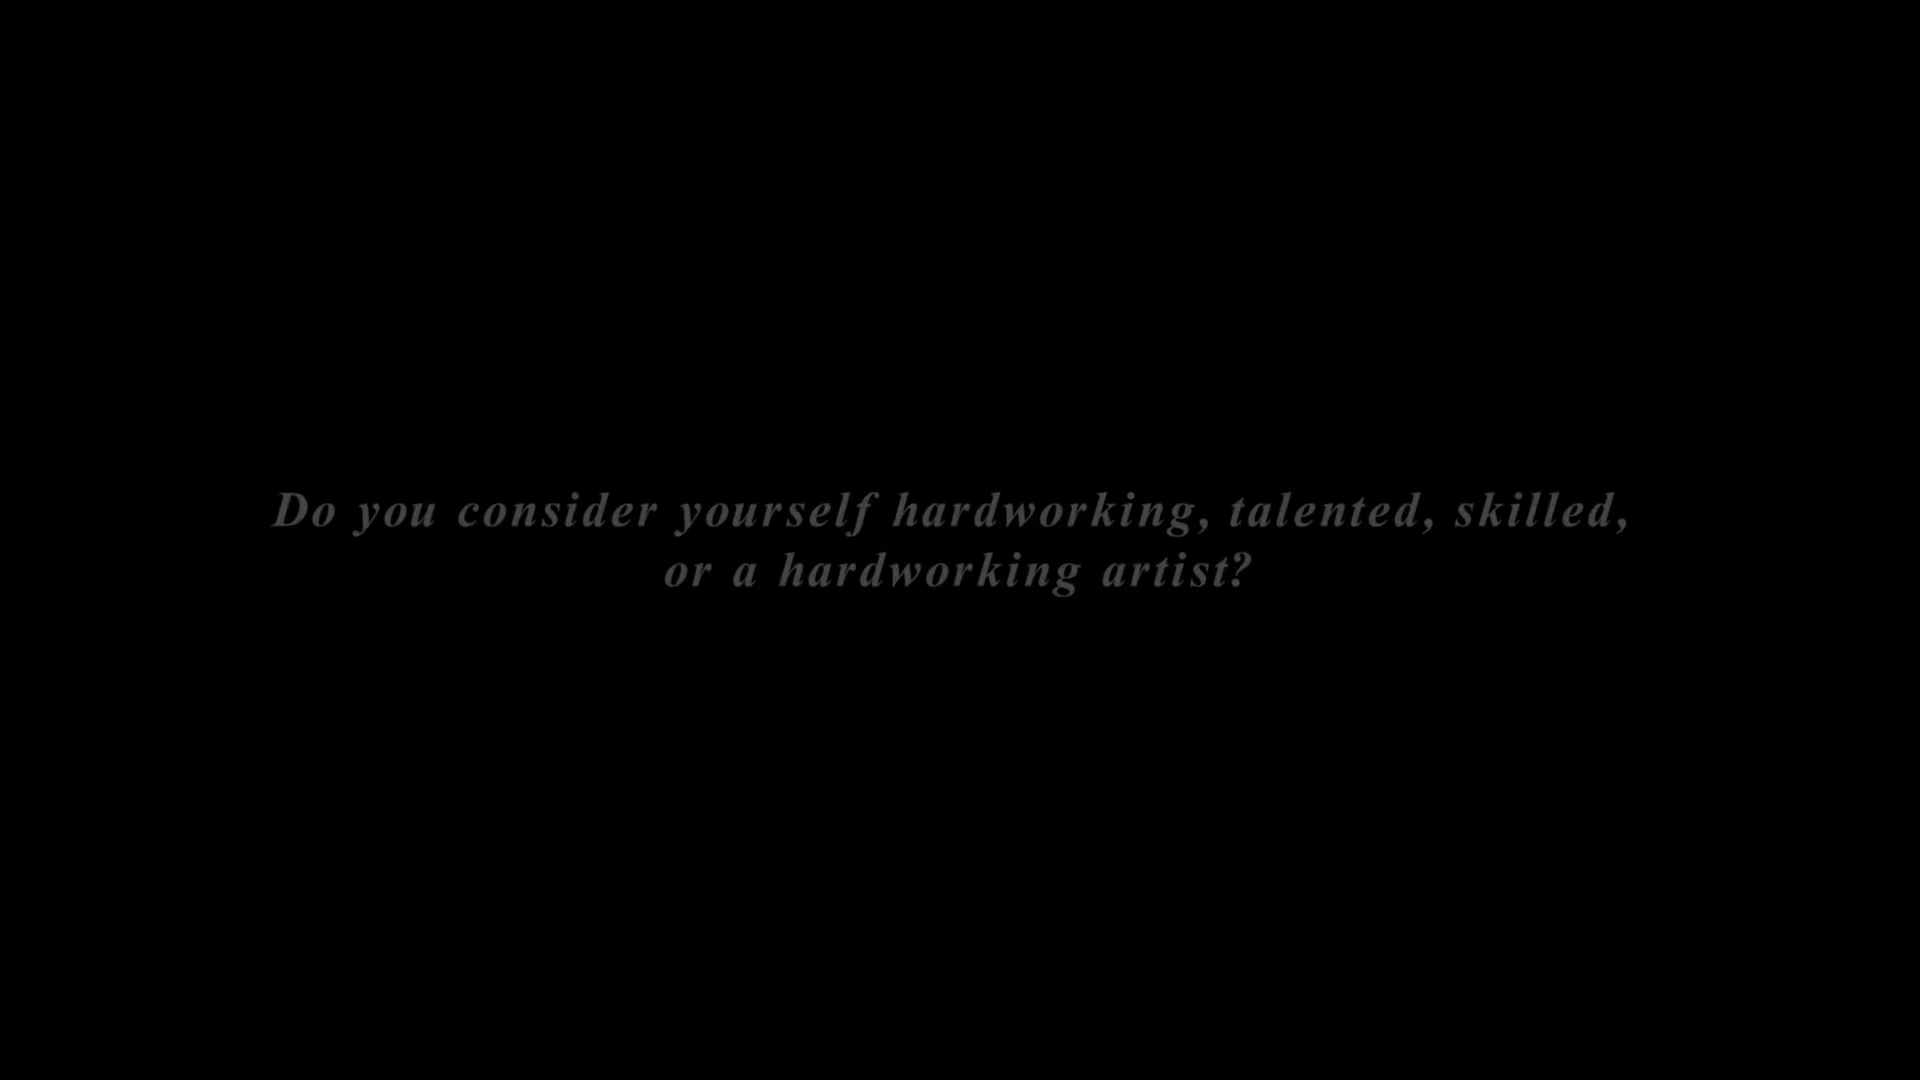 Do you consider yourself hardworking, talented, skilled,
or a hardworking artist?